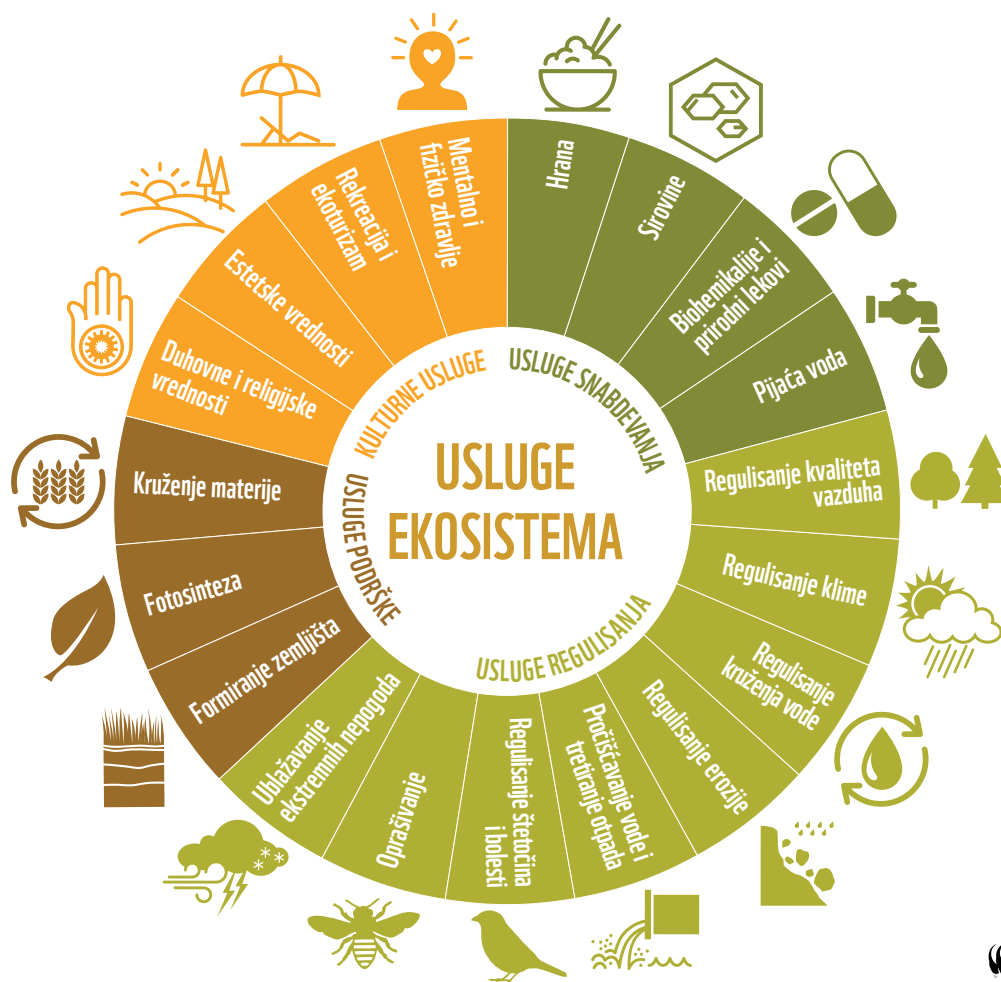 USLUGE
EKOSISTEMA
USLUGE SNABDEVANJA
Hrana
Sirovine
Biohemikalije i
prirodni lekovi
Pijaća voda
USLUGE REGULISANJA
Regulisanje kvaliteta
vazduha
Regulisanje klime
Regulisanje
kruženja vode
Regulisanje erozije
Pročišćavanje vode i
tretiranje otpada
Regulisanje štetočina
i bolesti
Oprašivanje
Ublažavanje
ekstremnih nepogoda
USLUGE PODRŠKE
Formiranje zemljišta
Fotosinteza
Kruženje materije
KULTURNE USLUGE
Duhovne i religijske
vrednosti
Estetske vrednosti
Rekreacija i
ekoturizam
Mentalno i
fizičko zdravlje